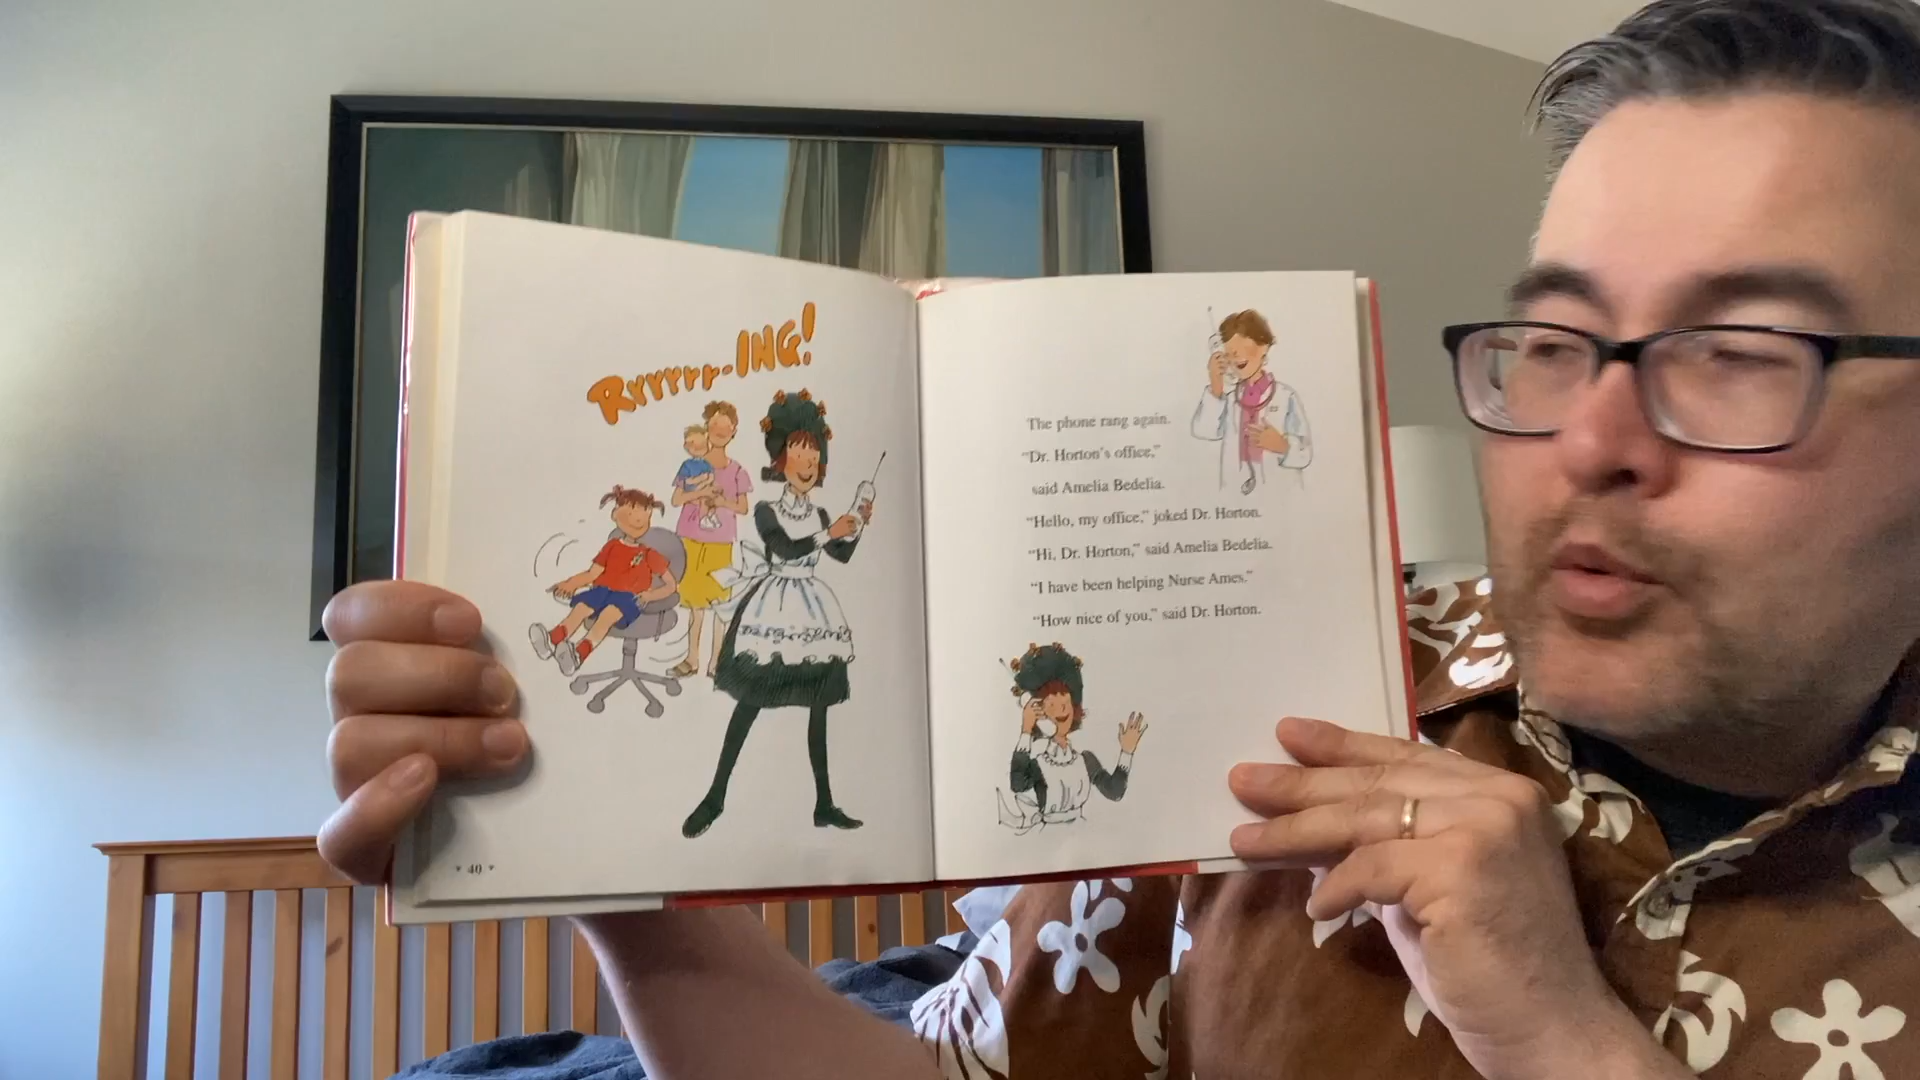 Rrrrrr-ING!
40
The phone rang again.
"Dr. Horton's office,"
said Amelia Bedelia.
"Hello, my office," joked Dr. Horton.
"Hi, Dr. Horton," said Amelia Bedelia.
"I have been helping Nurse Ames."
"How nice of you," said Dr. Horton.